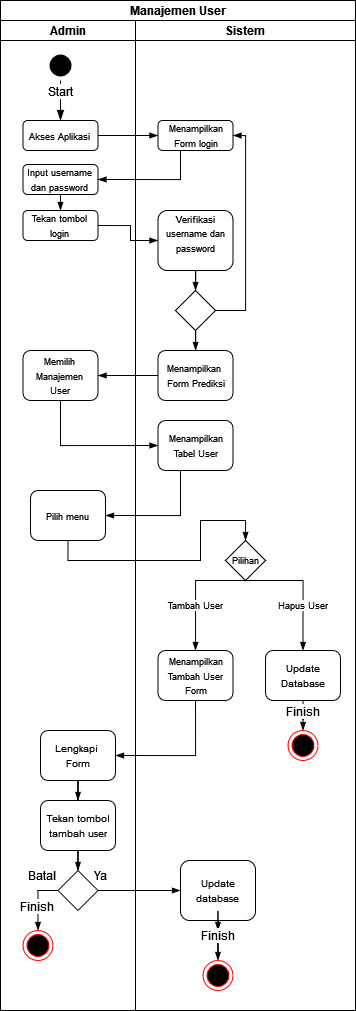 Manajemen User
Admin
Sistem
Start
Akses Aplikasi
Menampilkan
Form login
Input username
dan password
Tekan tombol
login
Verifikasi
username dan
password
Menampilkan
Form Prediksi
Memilih
Manajemen
User
Menampilkan
Tabel User
Pilih menu
Pilihan
Tambah User
Hapus User
Menampilkan
Tambah User
Form
Update
Database
Finish
Lengkapi
Form
Tekan tombol
tambah user
Batal
Ya
Finish
Update
database
Finish